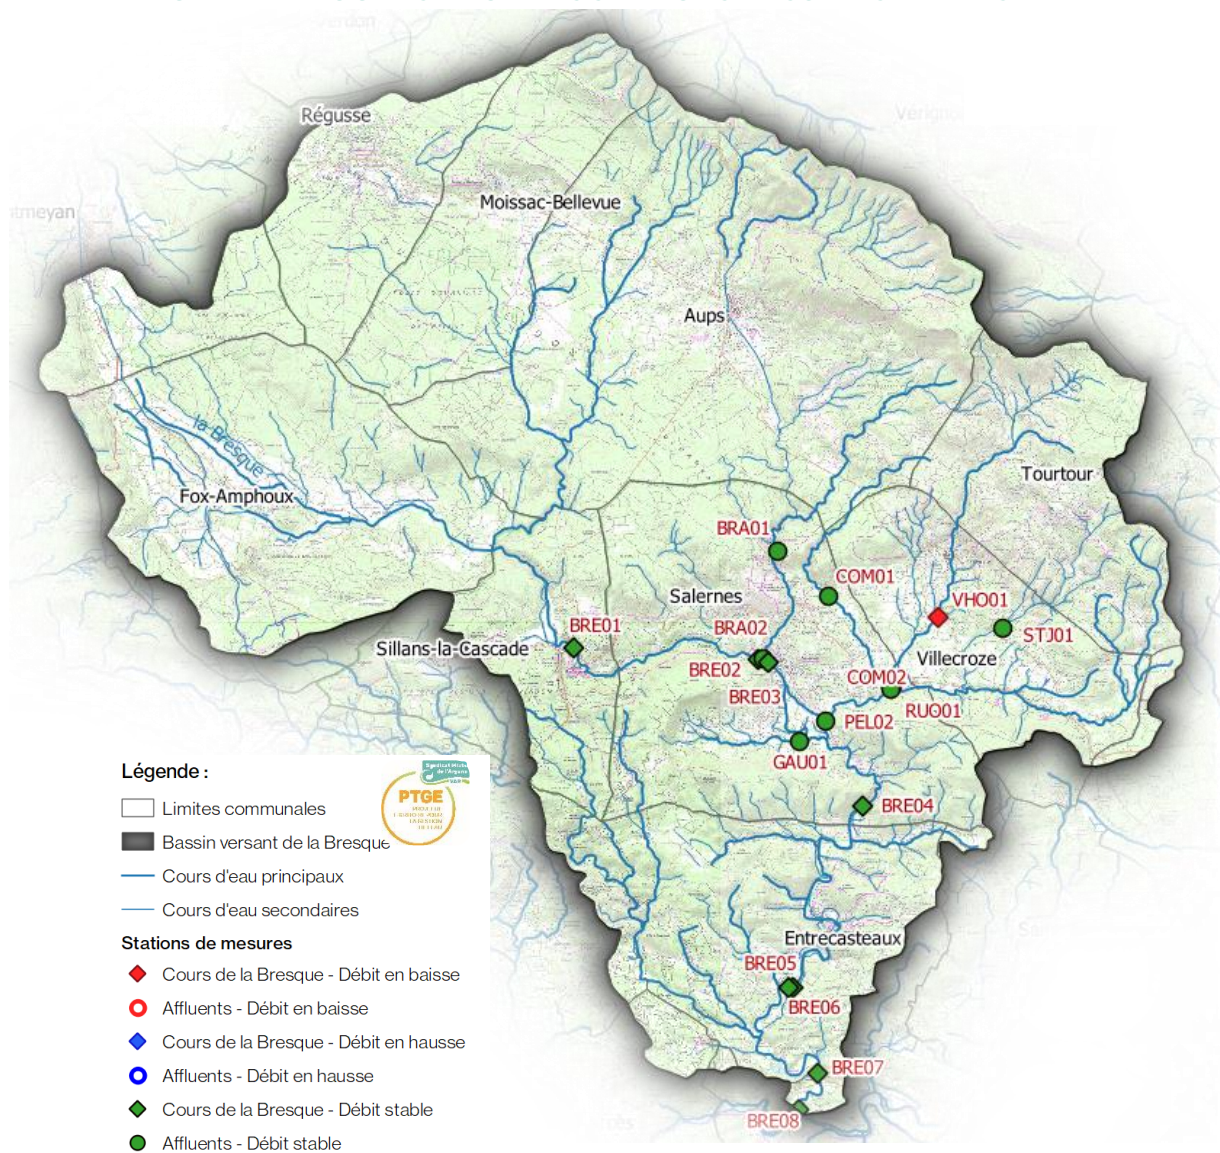 Régusse
Moissac-Bellevue
Aups
la Bresque
Fox-Amphoux
Tourtour
BRA01
COM01
Salernes
VHO01
BRE01
BRA02
STJ01
Sillans-la-Cascade
BRE02
Villecroze
COM02
BRE03
RUO01
PEL02
GAU01
BRE04
Entrecasteaux
BRE05
BRE06
BRE07
BRE08
Légende :
PTGE
Limites communales
Bassin versant de la Bresque
Cours d'eau principaux
Cours d'eau secondaires
Stations de mesures
Cours de la Bresque - Débit en baisse
Affluents - Débit en baisse
Cours de la Bresque - Débit en hausse
Affluents - Débit en hausse
Cours de la Bresque - Débit stable
Affluents - Débit stable